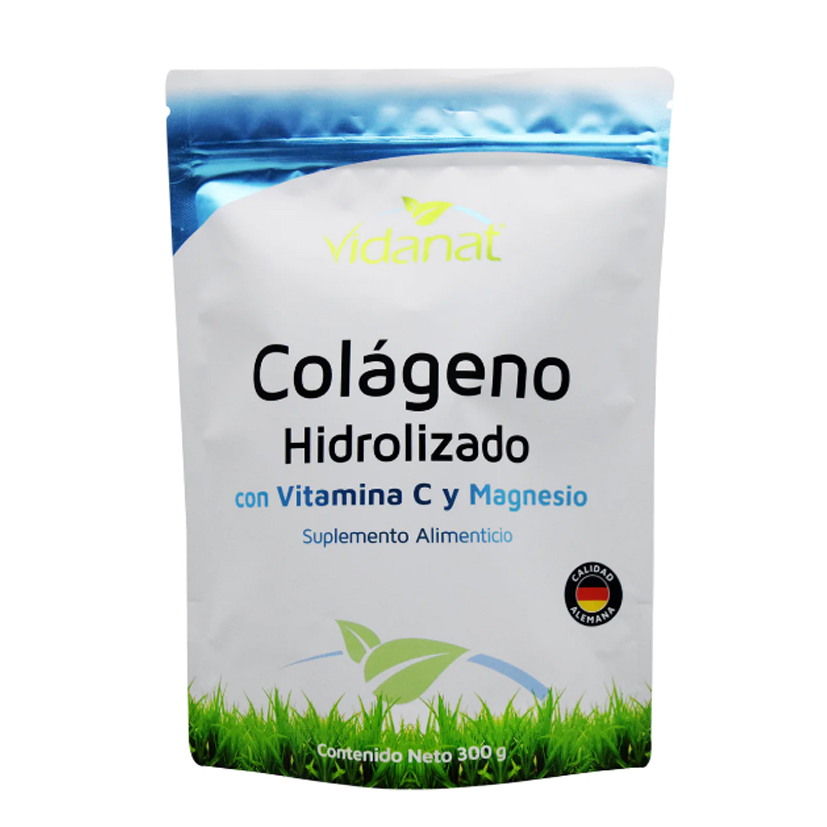 vidanat
Colágeno
Hidrolizado
con Vitamina C y Magnesio
Suplemento Alimenticio
CALIDAD
ALEMANA
Contenido Neto 300 g